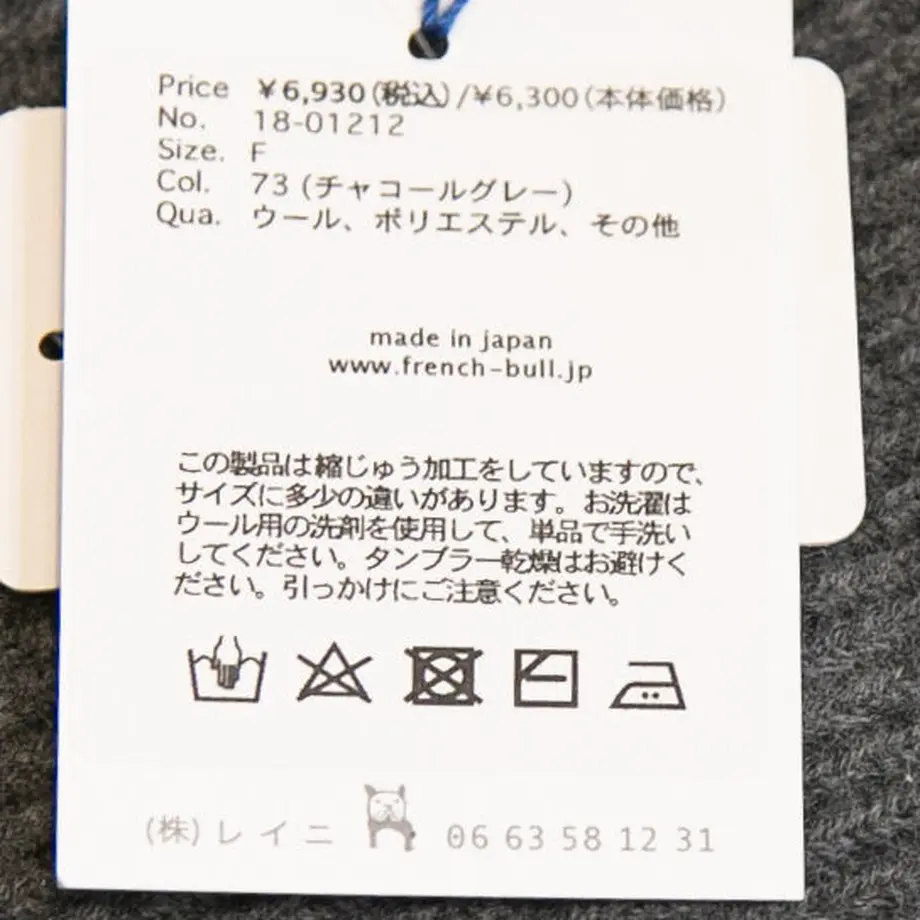 Price ¥6,930(税込)/¥6,300(本体価格)
No. 18-01212
Size. F
Col. 73 (チャコールグレー)
Qua. ウール、ポリエステル、その他
made in japan
www.french-bull.jp
この製品は縮じゅう加工をしていますので、
サイズに多少の違いがあります。お洗濯は
ウール用の洗剤を使用して、単品で手洗い
してください。タンブラー乾燥はお避けく
ださい。引っかけにご注意ください。
(株)レイニ 06 63 58 12 31